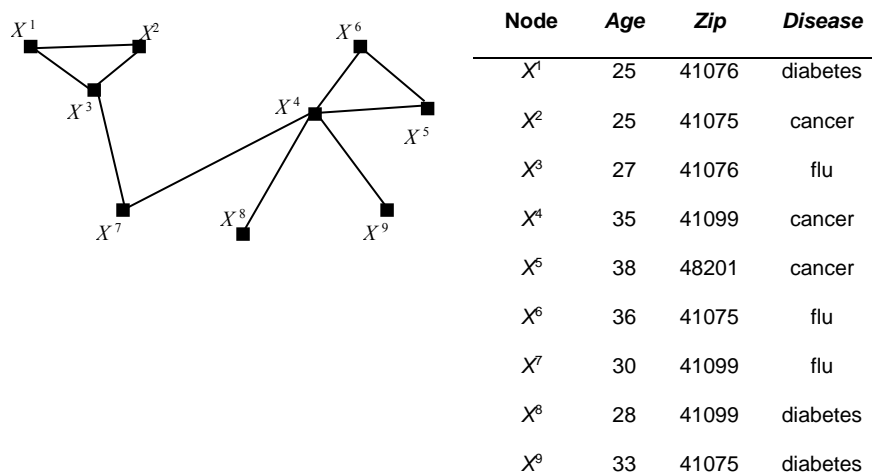 X¹ X² X⁶
X³ X⁴ X⁵
X⁷ X⁸ X⁹
Node Age Zip Disease
X¹ 25 41076 diabetes
X² 25 41075 cancer
X³ 27 41076 flu
X⁴ 35 41099 cancer
X⁵ 38 48201 cancer
X⁶ 36 41075 flu
X⁷ 30 41099 flu
X⁸ 28 41099 diabetes
X⁹ 33 41075 diabetes